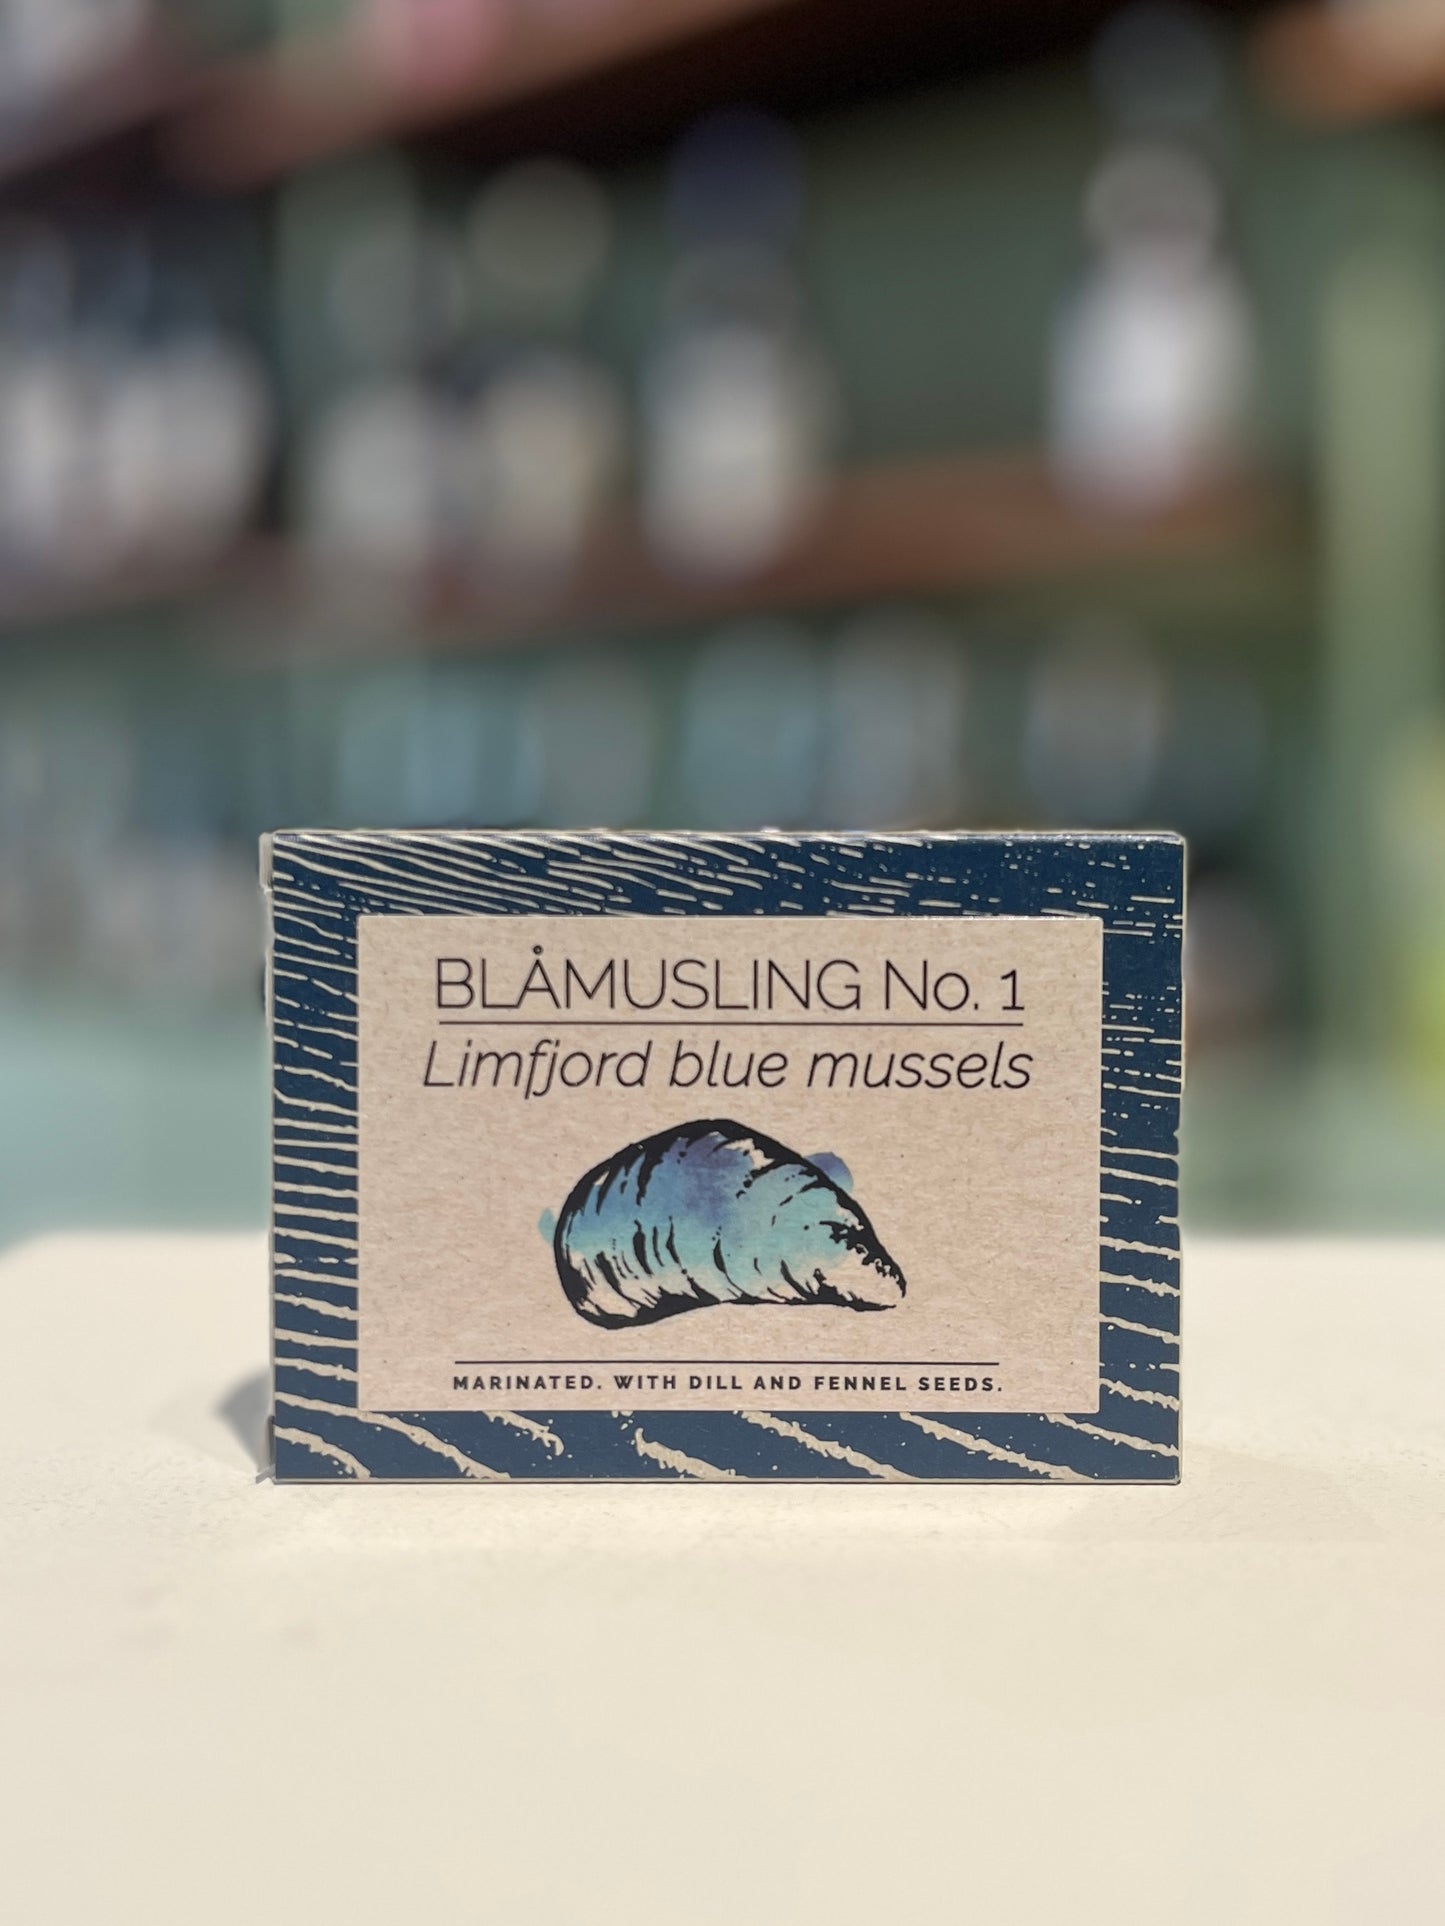 BLÅMUSLING No. 1
Limfjord blue mussels
MARINATED. WITH DILL AND FENNEL SEEDS.